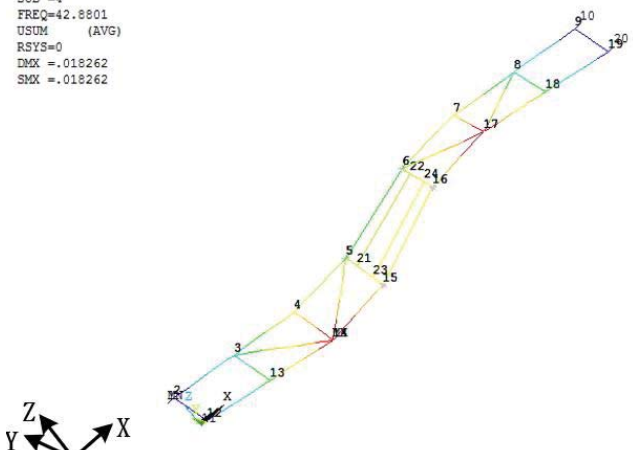 FREQ=42.8801
USUM (AVG)
RSYS=0
DMX =.018262
SMX =.018262
9 10
19 20
8
18
7
17
6
22
24
16
5
21
23
15
4
3
13
2
Z
X
12
Z
X
Y